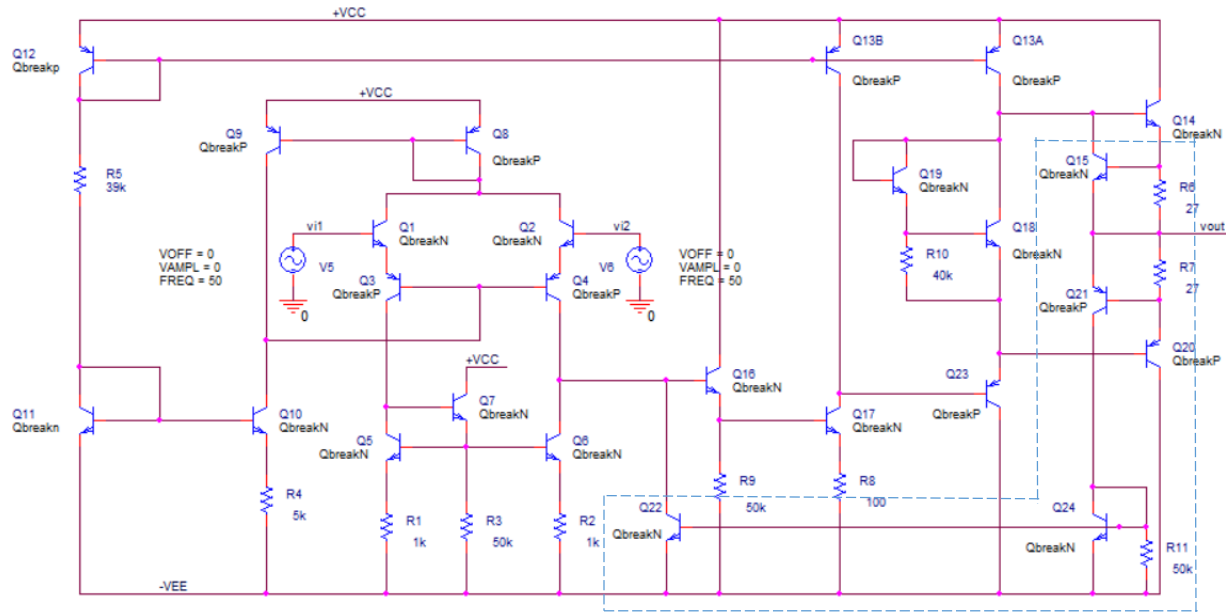 +VCC
Q12
Qbreakp
Q13B
QbreakP
Q13A
QbreakP
+VCC
Q9
QbreakP
Q8
QbreakP
Q14
QbreakN
Q15
QbreakN
R5
39k
Q19
QbreakN
R6
27
vi1
Q1
QbreakN
Q2
QbreakN
vi2
Q18
QbreakN
vout
VOFF = 0
VAMPL = 0
FREQ = 50
V5
V6
VOFF = 0
VAMPL = 0
FREQ = 50
R10
40k
R7
27
Q3
QbreakP
Q4
QbreakP
Q21
QbreakP
0
0
Q20
QbreakP
+VCC
Q16
QbreakN
Q23
QbreakP
Q11
Qbreakn
Q10
QbreakN
Q7
QbreakN
Q17
QbreakN
Q5
QbreakN
Q6
QbreakN
R4
5k
R9
50k
R8
100
R1
1k
R3
50k
R2
1k
Q22
QbreakN
Q24
QbreakN
R11
50k
-VEE